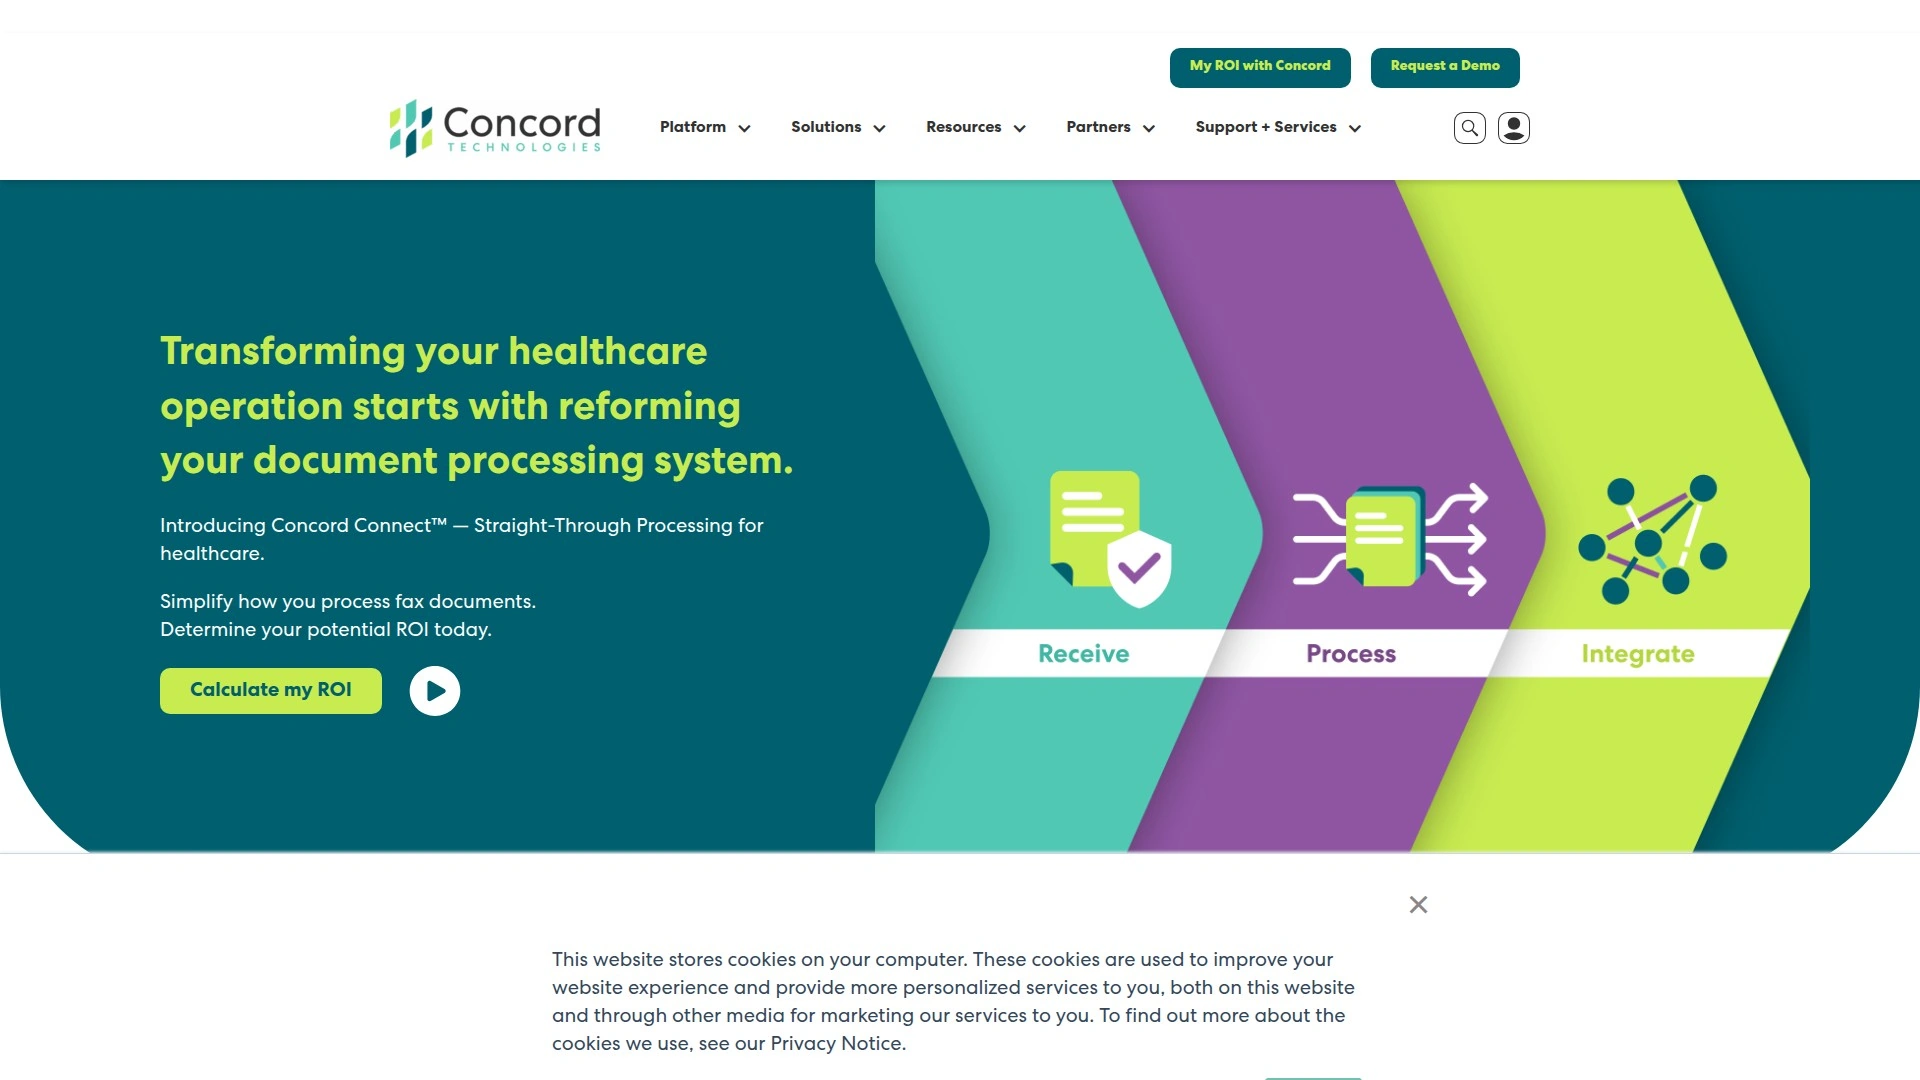 My ROI with Concord
Request a Demo
Concord
TECHNOLOGIES
Platform
Solutions
Resources
Partners
Support + Services
Transforming your healthcare
operation starts with reforming
your document processing system.
Introducing Concord Connect™ — Straight-Through Processing for
healthcare.
Simplify how you process fax documents.
Determine your potential ROI today.
Calculate my ROI
Receive
Process
Integrate
This website stores cookies on your computer. These cookies are used to improve your
website experience and provide more personalized services to you, both on this website
and through other media for marketing our services to you. To find out more about the
cookies we use, see our Privacy Notice.